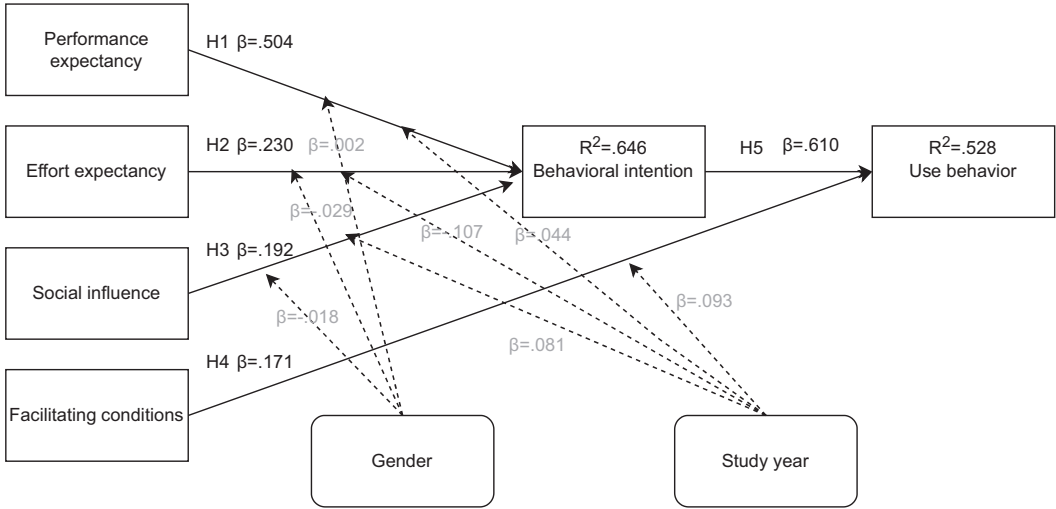 Performance
expectancy
H1 β=.504
Effort expectancy
H2 β=.230
β=.002
R²=.646
Behavioral intention
H5 β=.610
R²=.528
Use behavior
β=-.029
β=-.107
β=.044
Social influence
H3 β=.192
β=-.018
β=.093
β=.081
Facilitating conditions
H4 β=.171
Gender
Study year